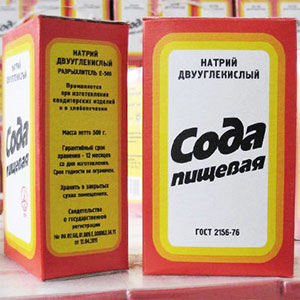 НАТРИЙ
ДВУУГЛЕКИСЛЫЙ
РАЗРЫХЛИТЕЛЬ Е-500
Применяется
при изготовлении
кондитерских изделий
и в хлебопечении
Масса нетто 500 г.
Гарантийный срок
хранения - 12 месяцев
со дня изготовления.
Срок годности не ограничен.
Хранить в закрытых
сухих помещениях.
Свидетельство
о государственной
регистрации
НАТРИЙ
ДВУУГЛЕКИСЛЫЙ
Сода
пищевая
ГОСТ 2156-76